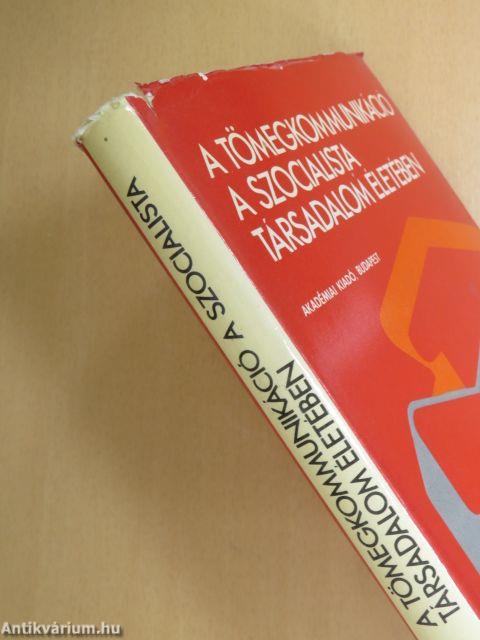 A TÖMEGKOMMUNIKÁCIÓ
A SZOCIALISTA
TÁRSADALOM ÉLETÉBEN
AKADÉMIAI KIADÓ, BUDAPEST
A TÖMEGKOMMUNIKÁCIÓ A SZOCIALISTA
TÁRSADALOM ÉLETÉBEN
Antikvárium.hu